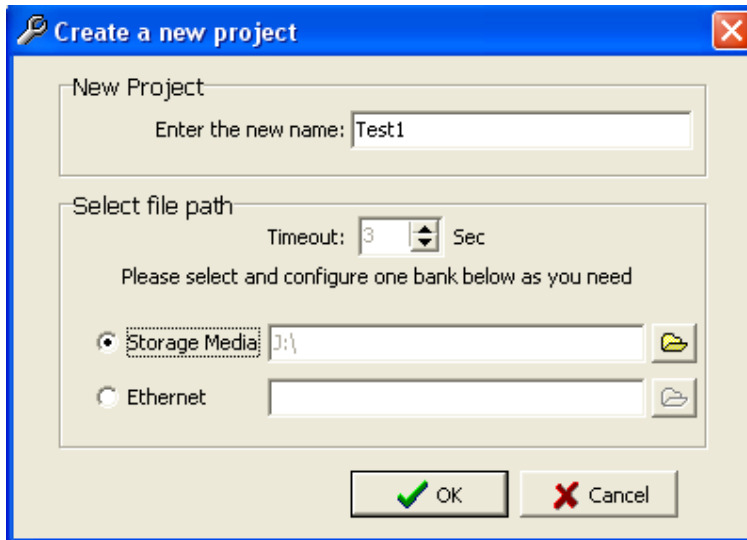 Create a new project
New Project
Enter the new name: Test1
Select file path
Timeout: 3 Sec
Please select and configure one bank below as you need
Storage Media J:\
Ethernet
OK Cancel